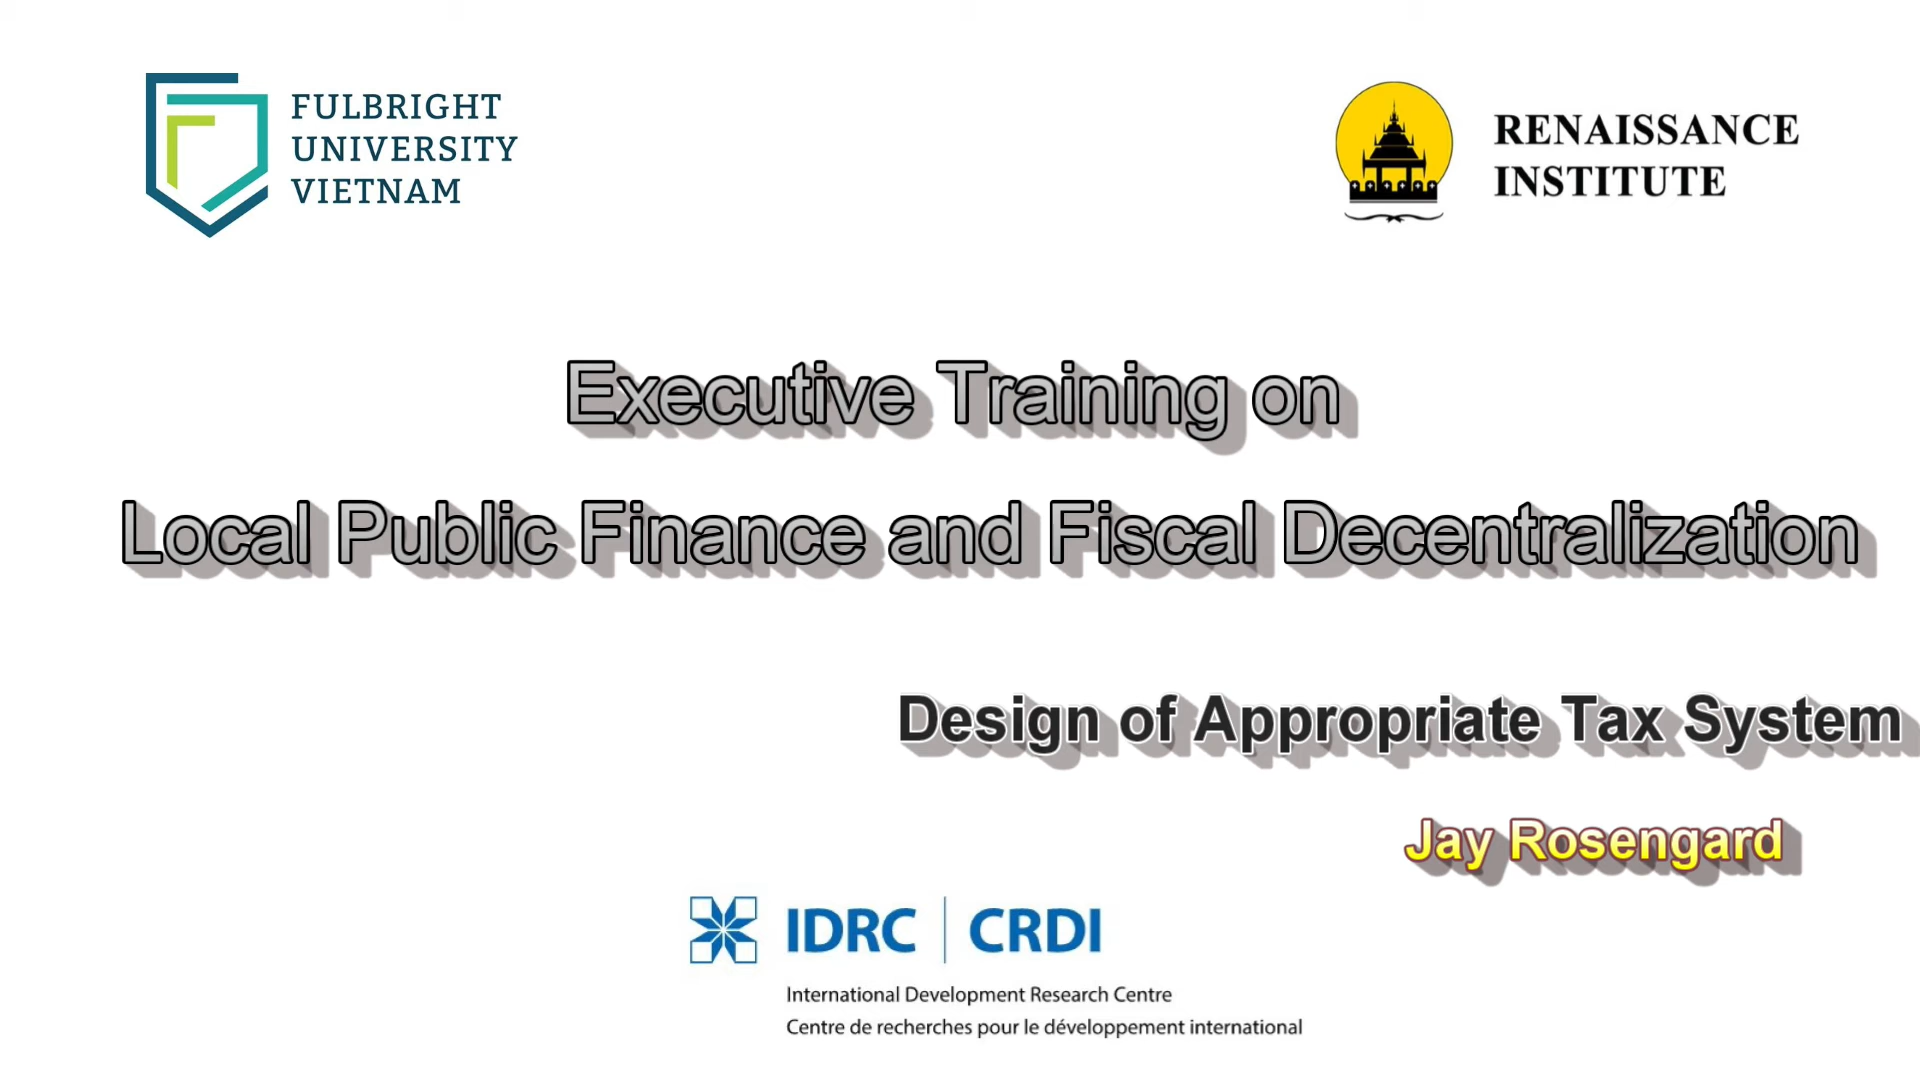 FULBRIGHT
UNIVERSITY
VIETNAM
RENAISSANCE
INSTITUTE
Executive Training on
Local Public Finance and Fiscal Decentralization
Design of Appropriate Tax System
Jay Rosengard
IDRC | CRDI
International Development Research Centre
Centre de recherches pour le développement international